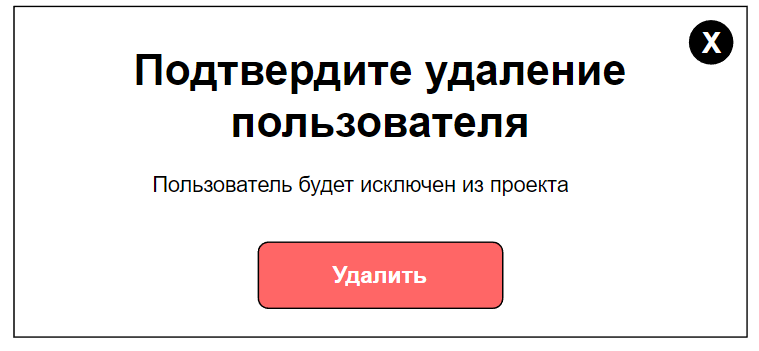 X
Подтвердите удаление
пользователя
Пользователь будет исключен из проекта
Удалить